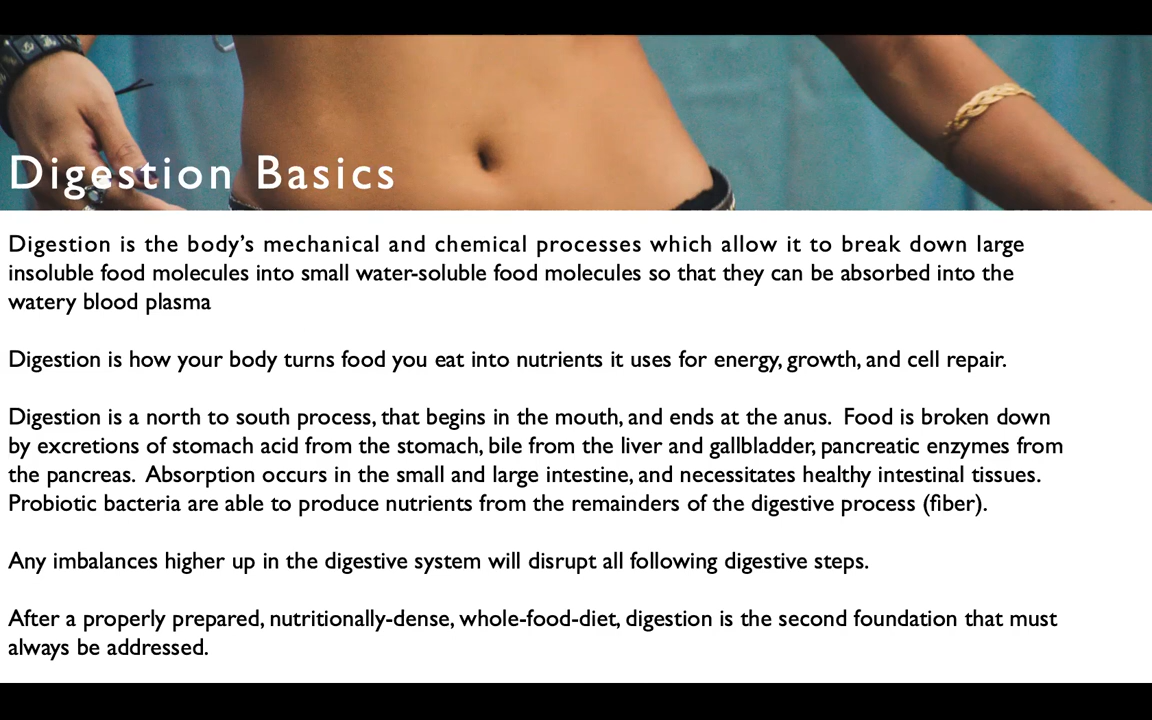 Digestion Basics
Digestion is the body’s mechanical and chemical processes which allow it to break down large
insoluble food molecules into small water-soluble food molecules so that they can be absorbed into the
watery blood plasma
Digestion is how your body turns food you eat into nutrients it uses for energy, growth, and cell repair.
Digestion is a north to south process, that begins in the mouth, and ends at the anus.  Food is broken down
by excretions of stomach acid from the stomach, bile from the liver and gallbladder, pancreatic enzymes from
the pancreas.  Absorption occurs in the small and large intestine, and necessitates healthy intestinal tissues.
Probiotic bacteria are able to produce nutrients from the remainders of the digestive process (fiber).
Any imbalances higher up in the digestive system will disrupt all following digestive steps.
After a properly prepared, nutritionally-dense, whole-food-diet, digestion is the second foundation that must
always be addressed.